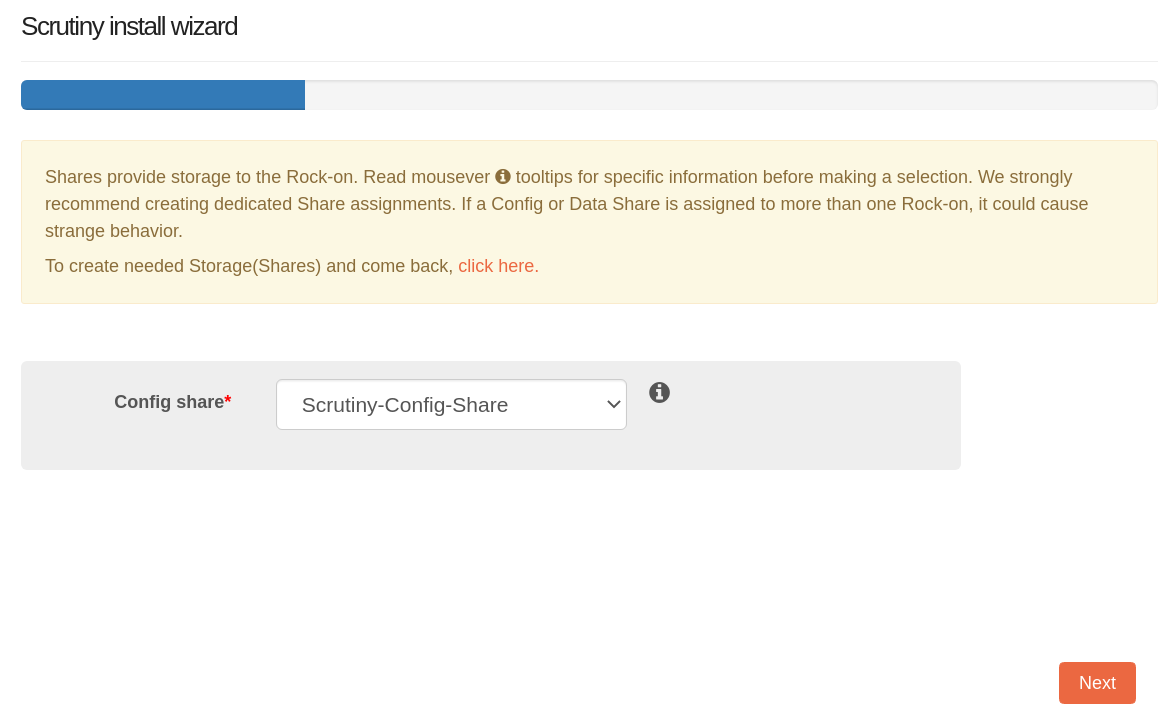 Scrutiny install wizard
Shares provide storage to the Rock-on. Read mousever tooltips for specific information before making a selection. We strongly
recommend creating dedicated Share assignments. If a Config or Data Share is assigned to more than one Rock-on, it could cause
strange behavior.
To create needed Storage(Shares) and come back, click here.
Config share*
Scrutiny-Config-Share
Next